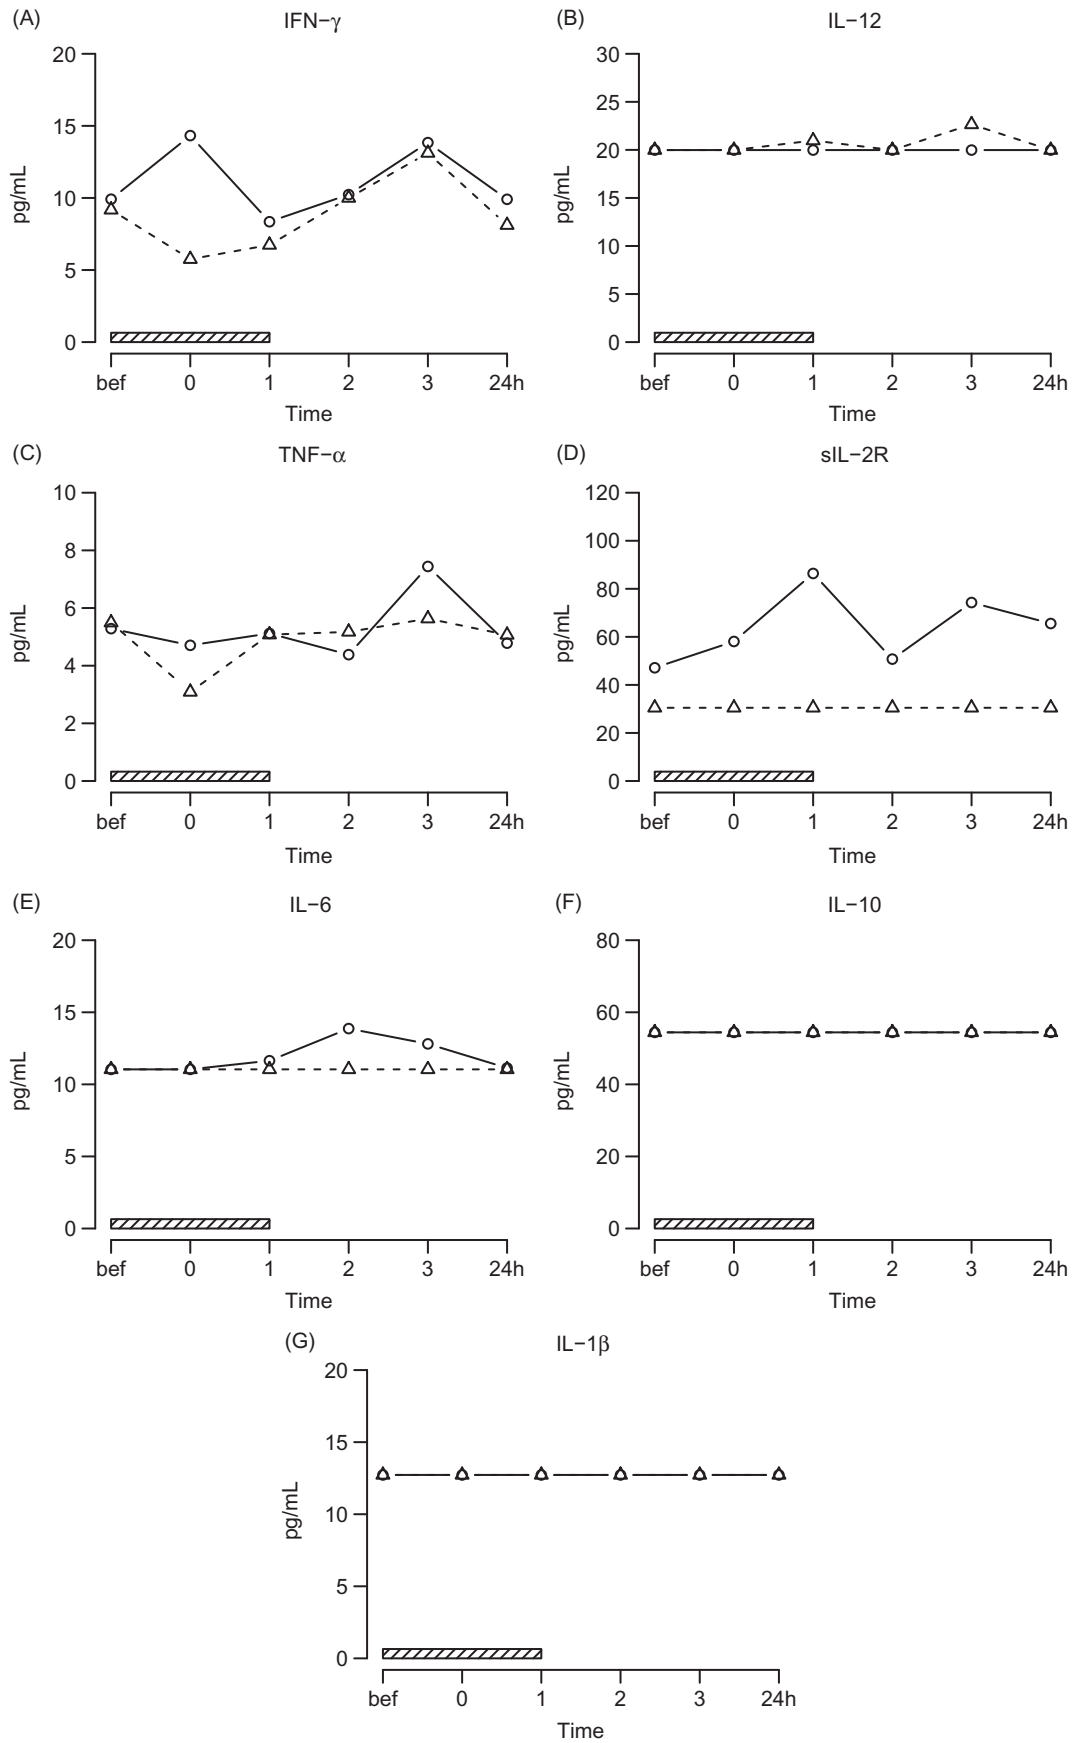 (A) IFN−γ
pg/mL
20
15
10
5
0
bef 0 1 2 3 24h
Time
(B) IL−12
pg/mL
30
25
20
15
10
5
0
bef 0 1 2 3 24h
Time
(C) TNF−α
pg/mL
10
8
6
4
2
0
bef 0 1 2 3 24h
Time
(D) sIL−2R
pg/mL
120
100
80
60
40
20
0
bef 0 1 2 3 24h
Time
(E) IL−6
pg/mL
20
15
10
5
0
bef 0 1 2 3 24h
Time
(F) IL−10
pg/mL
80
60
40
20
0
bef 0 1 2 3 24h
Time
(G) IL−1β
pg/mL
20
15
10
5
0
bef 0 1 2 3 24h
Time